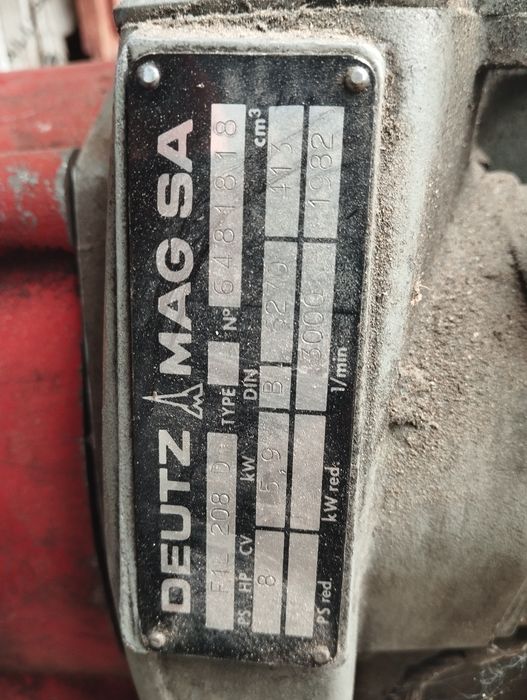 DEUTZ MAG SA
F1L 208 D TYPE Nº 6481818
PS HP CV kW DIN cm³
8 5,9 B 6270 413
3000 1982
PS red. kW red. 1/min